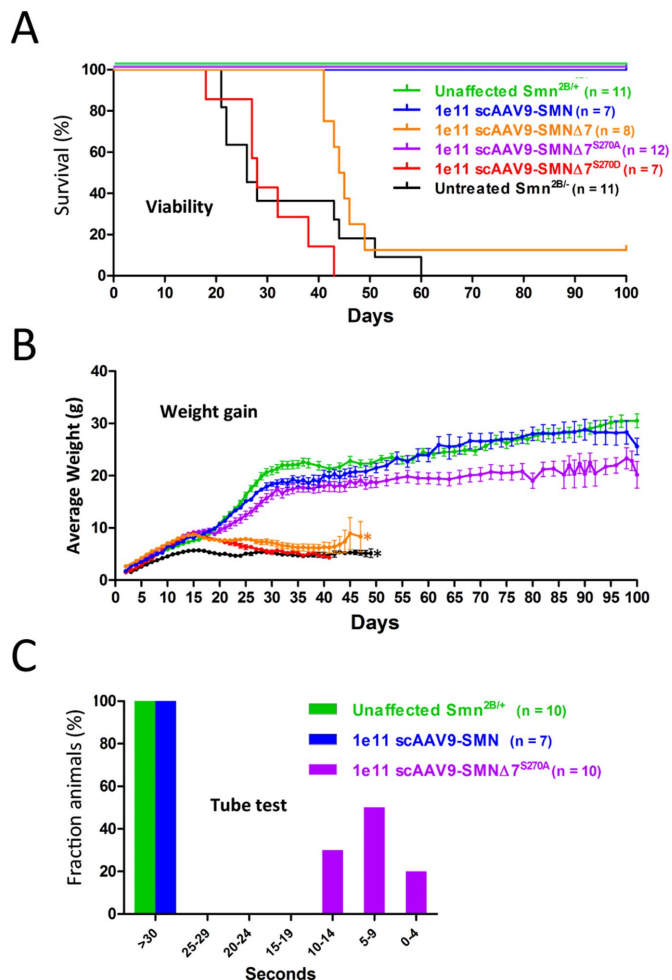 A
Survival (%)
100
80
60
40
20
0
Viability
Unaffected Smn2B/+ (n = 11)
1e11 scAAV9-SMN (n = 7)
1e11 scAAV9-SMNΔ7 (n = 8)
1e11 scAAV9-SMNΔ7S270A (n = 12)
1e11 scAAV9-SMNΔ7S270D (n = 7)
Untreated Smn2B/- (n = 11)
0 10 20 30 40 50 60 70 80 90 100
Days
B
Average Weight (g)
40
30
20
10
0
Weight gain
*
*
0 5 10 15 20 25 30 35 40 45 50 55 60 65 70 75 80 85 90 95 100
Days
C
Fraction animals (%)
100
80
60
40
20
0
Unaffected Smn2B/+ (n = 10)
1e11 scAAV9-SMN (n = 7)
1e11 scAAV9-SMNΔ7S270A (n = 10)
Tube test
>30 25-29 20-24 15-19 10-14 5-9 0-4
Seconds